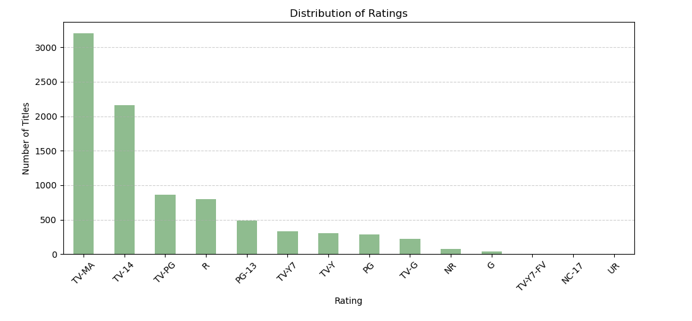 Distribution of Ratings
Number of Titles
3000
2500
2000
1500
1000
500
0
TV-MA
TV-14
TV-PG
R
PG-13
TV-Y7
TV-Y
PG
TV-G
NR
G
TV-Y7-FV
NC-17
UR
Rating